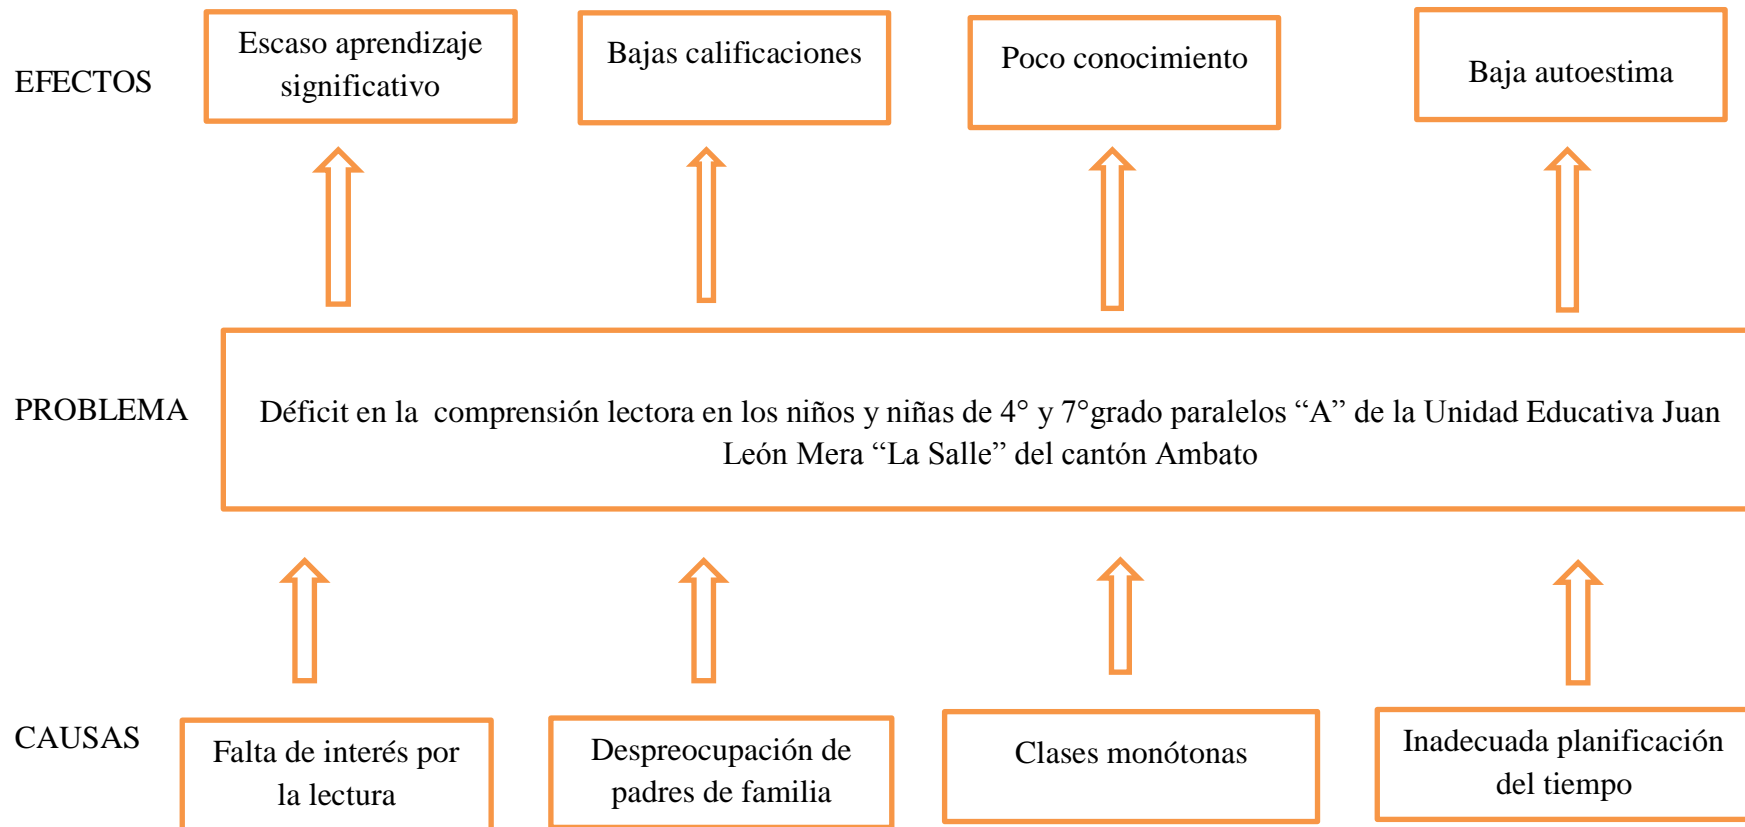 EFECTOS
Escaso aprendizaje
significativo
Bajas calificaciones
Poco conocimiento
Baja autoestima
PROBLEMA
Déficit en la  comprensión lectora en los niños y niñas de 4° y 7°grado paralelos “A” de la Unidad Educativa Juan
León Mera “La Salle” del cantón Ambato
CAUSAS
Falta de interés por
la lectura
Despreocupación de
padres de familia
Clases monótonas
Inadecuada planificación
del tiempo